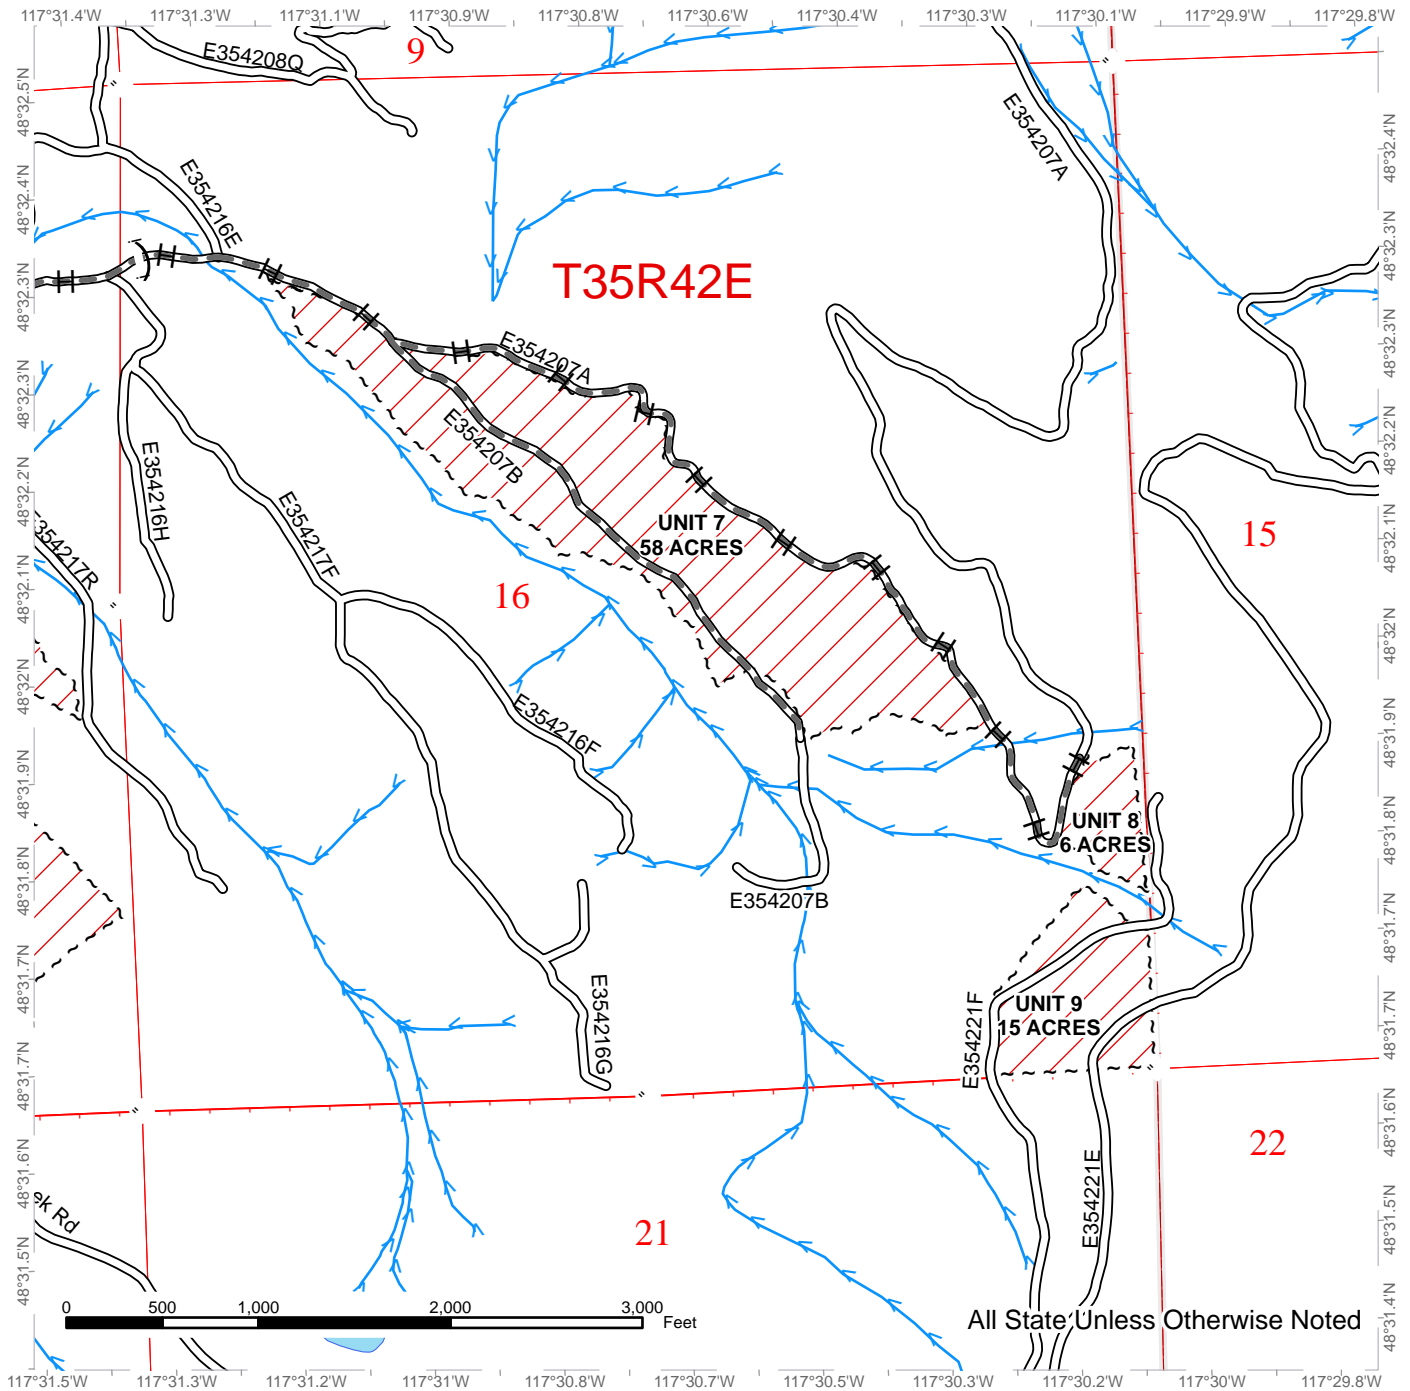 117°31.4'W 117°31.3'W 117°31.1'W 117°30.9'W 117°30.8'W 117°30.6'W 117°30.4'W 117°30.3'W 117°30.1'W 117°29.9'W 117°29.8'W
9
E354208Q
48°32.5'N
E354207A
48°32.4'N
E354216E
48°32.4'N
48°32.3'N
T35R42E
48°32.3'N
48°32.3'N
E354207A
48°32.3'N
E354207B
48°32.2'N
E354216H
48°32.2'N
E354217F
UNIT 7
58 ACRES
15
48°32.1'N
E354217R
48°32.1'N
16
48°32'N
48°32'N
E354216F
48°31.9'N
48°31.9'N
UNIT 8
6 ACRES
48°31.8'N
48°31.8'N
E354207B
48°31.7'N
48°31.7'N
E354216G
E354221F
UNIT 9
15 ACRES
48°31.7'N
48°31.7'N
48°31.6'N
22
48°31.6'N
E354221E
ek Rd
21
48°31.5'N
48°31.5'N
48°31.4'N
0 500 1,000 2,000 3,000
Feet
All State Unless Otherwise Noted
117°31.5'W 117°31.3'W 117°31.2'W 117°31'W 117°30.8'W 117°30.7'W 117°30.5'W 117°30.3'W 117°30.2'W 117°30'W 117°29.8'W